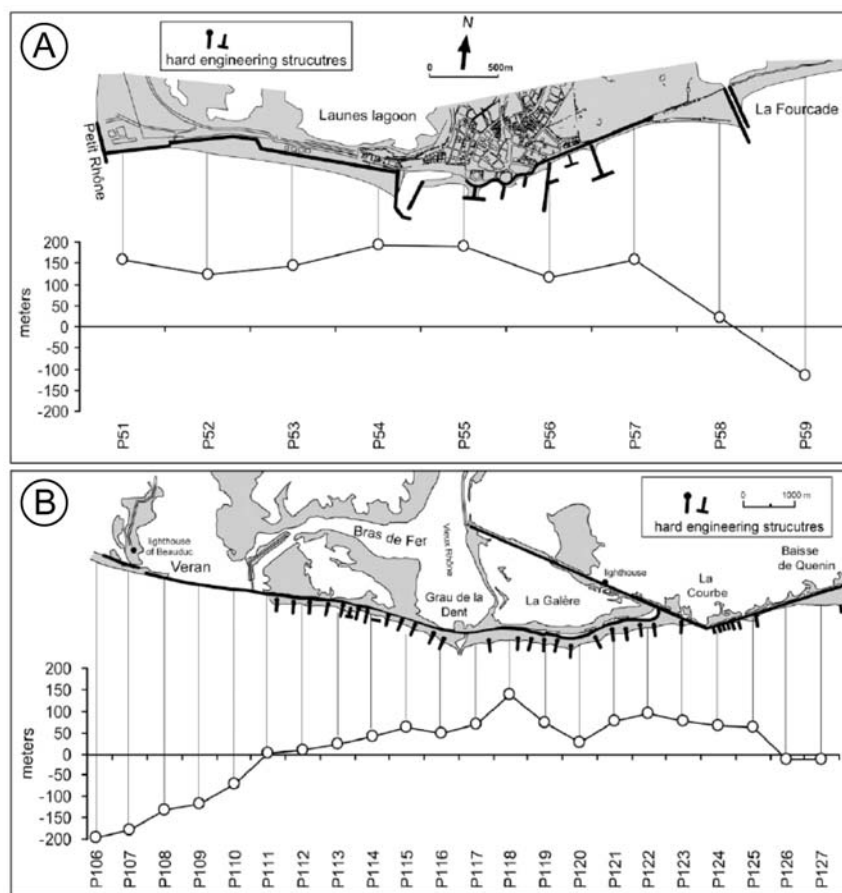 A
N
hard engineering strucutres
0 500m
Launes lagoon
La Fourcade
Petit Rhône
meters
200
150
100
50
0
-50
-100
-150
-200
P51 P52 P53 P54 P55 P56 P57 P58 P59
B
0 1000 m
hard engineering strucutres
lighthouse
of Beauduc
Veran
Bras de Fer
Vieux Rhône
Grau de la
Dent
La Galère
lighthouse
La
Courbe
Baisse
de Quenin
meters
200
150
100
50
0
-50
-100
-150
-200
P106 P107 P108 P109 P110 P111 P112 P113 P114 P115 P116 P117 P118 P119 P120 P121 P122 P123 P124 P125 P126 P127